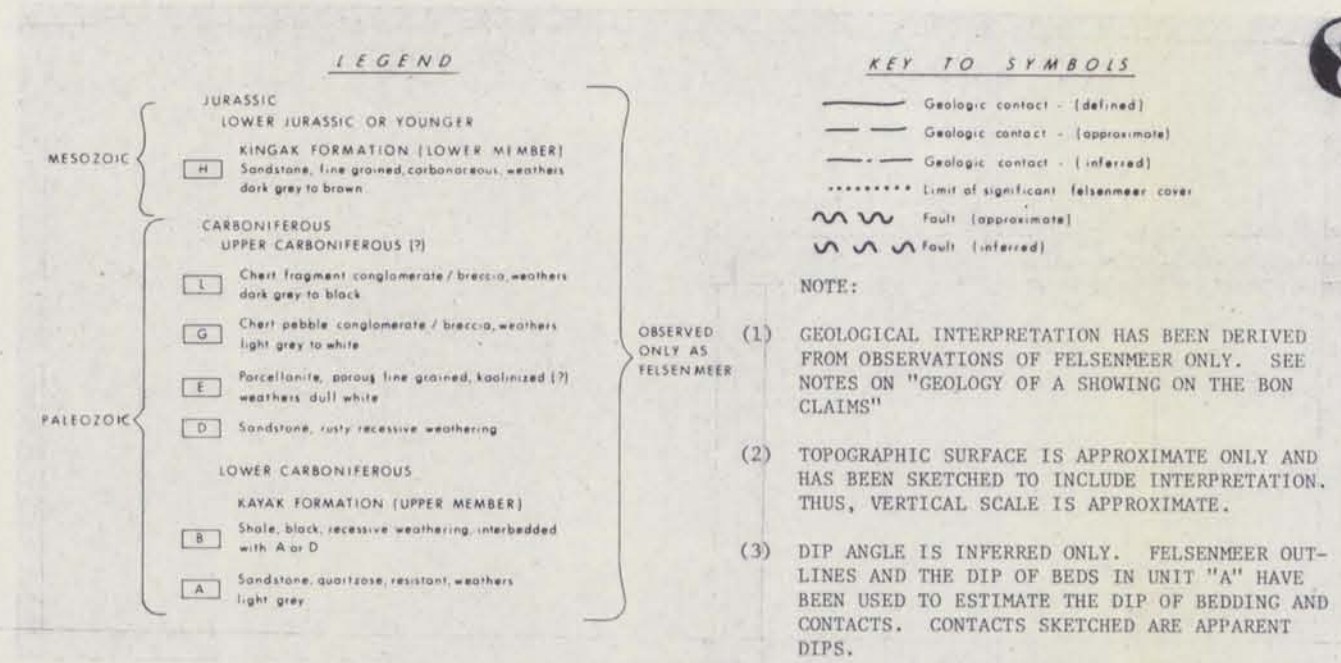 LEGEND
JURASSIC
LOWER JURASSIC OR YOUNGER
MESOZOIC
KINGAK FORMATION (LOWER MEMBER)
H Sandstone, fine grained, carbonaceous, weathers
dark grey to brown
CARBONIFEROUS
UPPER CARBONIFEROUS (?)
L Chert fragment conglomerate / breccia, weathers
dark grey to black
G Chert pebble conglomerate / breccia, weathers
light grey to white
E Porcellanite, porous fine grained, kaolinized (?)
weathers dull white
PALEOZOIC
D Sandstone, rusty recessive weathering
LOWER CARBONIFEROUS
KAYAK FORMATION (UPPER MEMBER)
B Shale, black, recessive weathering, interbedded
with A or D
A Sandstone, quartzose, resistant, weathers
light grey
OBSERVED
ONLY AS
FELSENMEER
KEY TO SYMBOLS
Geologic contact - (defined)
Geologic contact - (approximate)
Geologic contact - (inferred)
Limit of significant felsenmeer cover
Fault (approximate)
Fault (inferred)
NOTE:
(1) GEOLOGICAL INTERPRETATION HAS BEEN DERIVED
FROM OBSERVATIONS OF FELSENMEER ONLY. SEE
NOTES ON "GEOLOGY OF A SHOWING ON THE BON
CLAIMS"
(2) TOPOGRAPHIC SURFACE IS APPROXIMATE ONLY AND
HAS BEEN SKETCHED TO INCLUDE INTERPRETATION.
THUS, VERTICAL SCALE IS APPROXIMATE.
(3) DIP ANGLE IS INFERRED ONLY. FELSENMEER OUT-
LINES AND THE DIP OF BEDS IN UNIT "A" HAVE
BEEN USED TO ESTIMATE THE DIP OF BEDDING AND
CONTACTS. CONTACTS SKETCHED ARE APPARENT
DIPS.